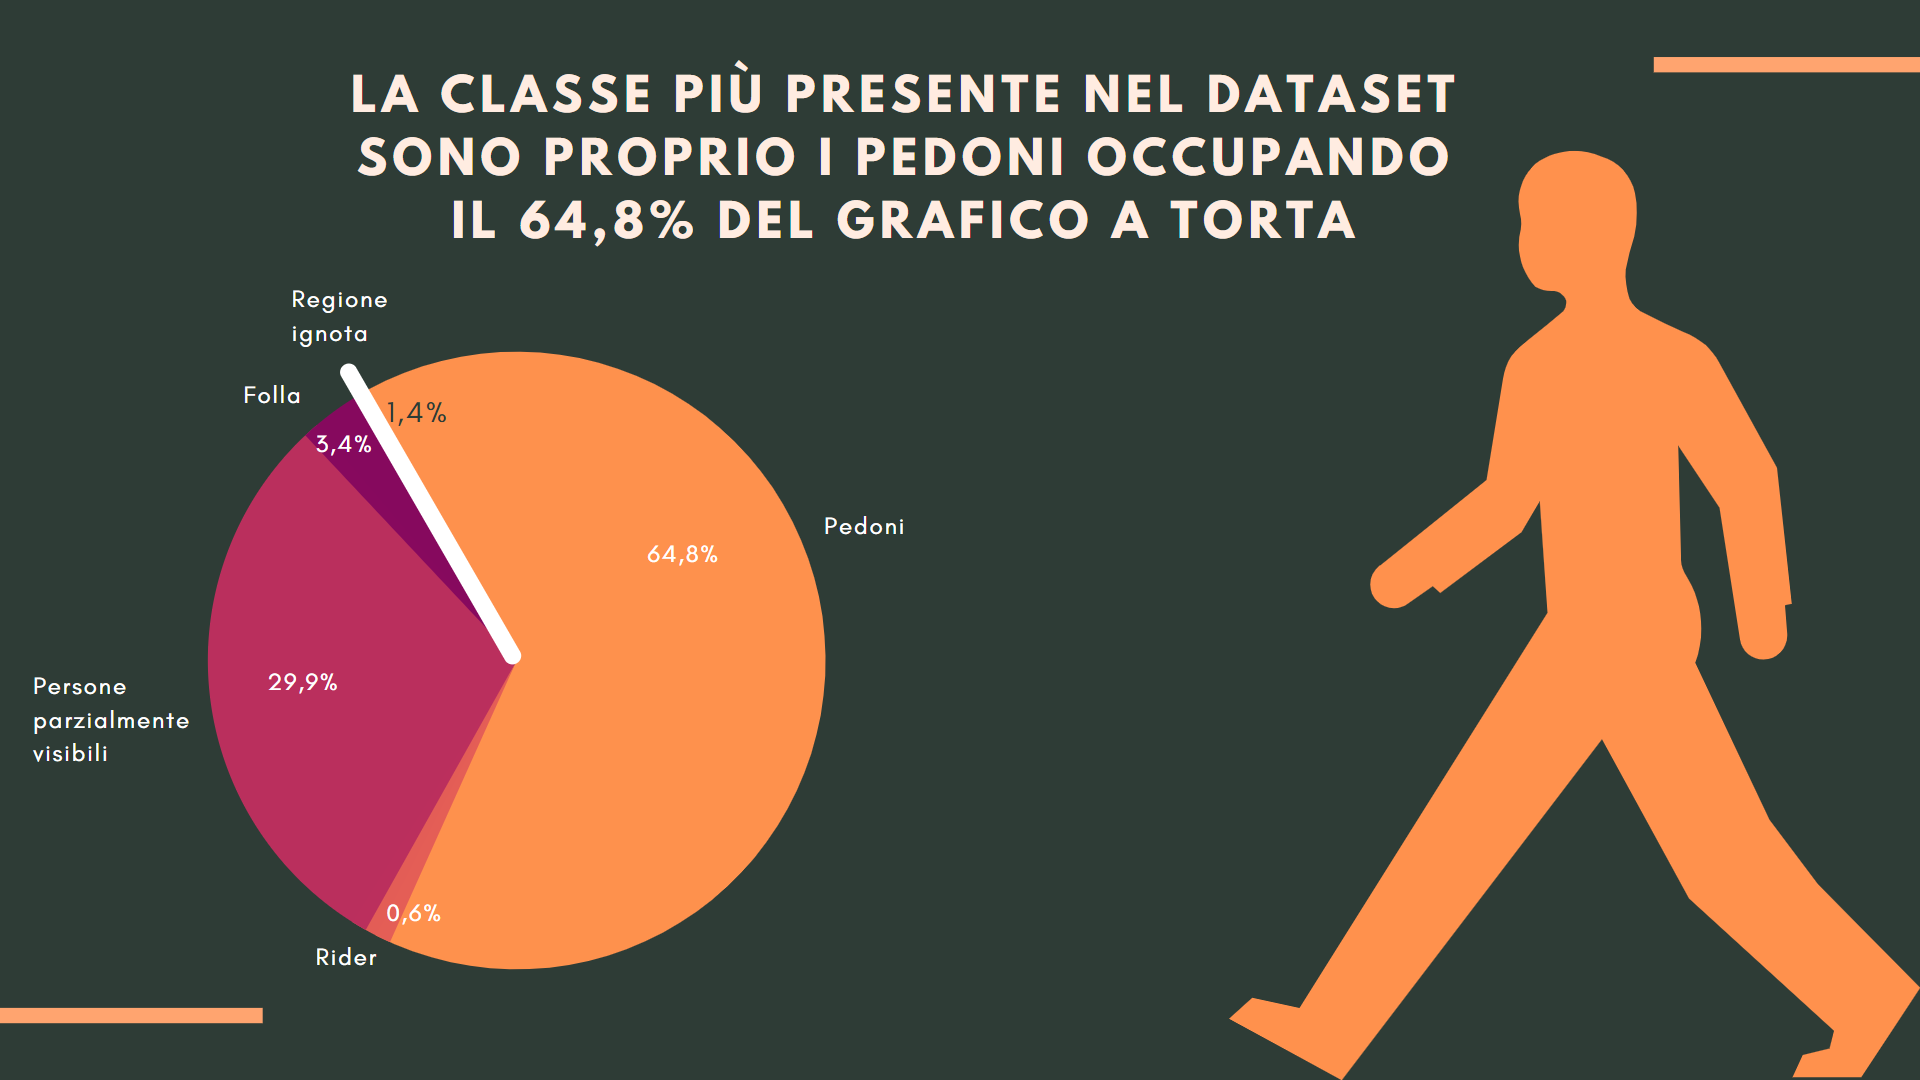 LA CLASSE PIÙ PRESENTE NEL DATASET
SONO PROPRIO I PEDONI OCCUPANDO
IL 64,8% DEL GRAFICO A TORTA
Regione
ignota
Folla
1,4%
3,4%
Pedoni
64,8%
29,9%
Persone
parzialmente
visibili
0,6%
Rider